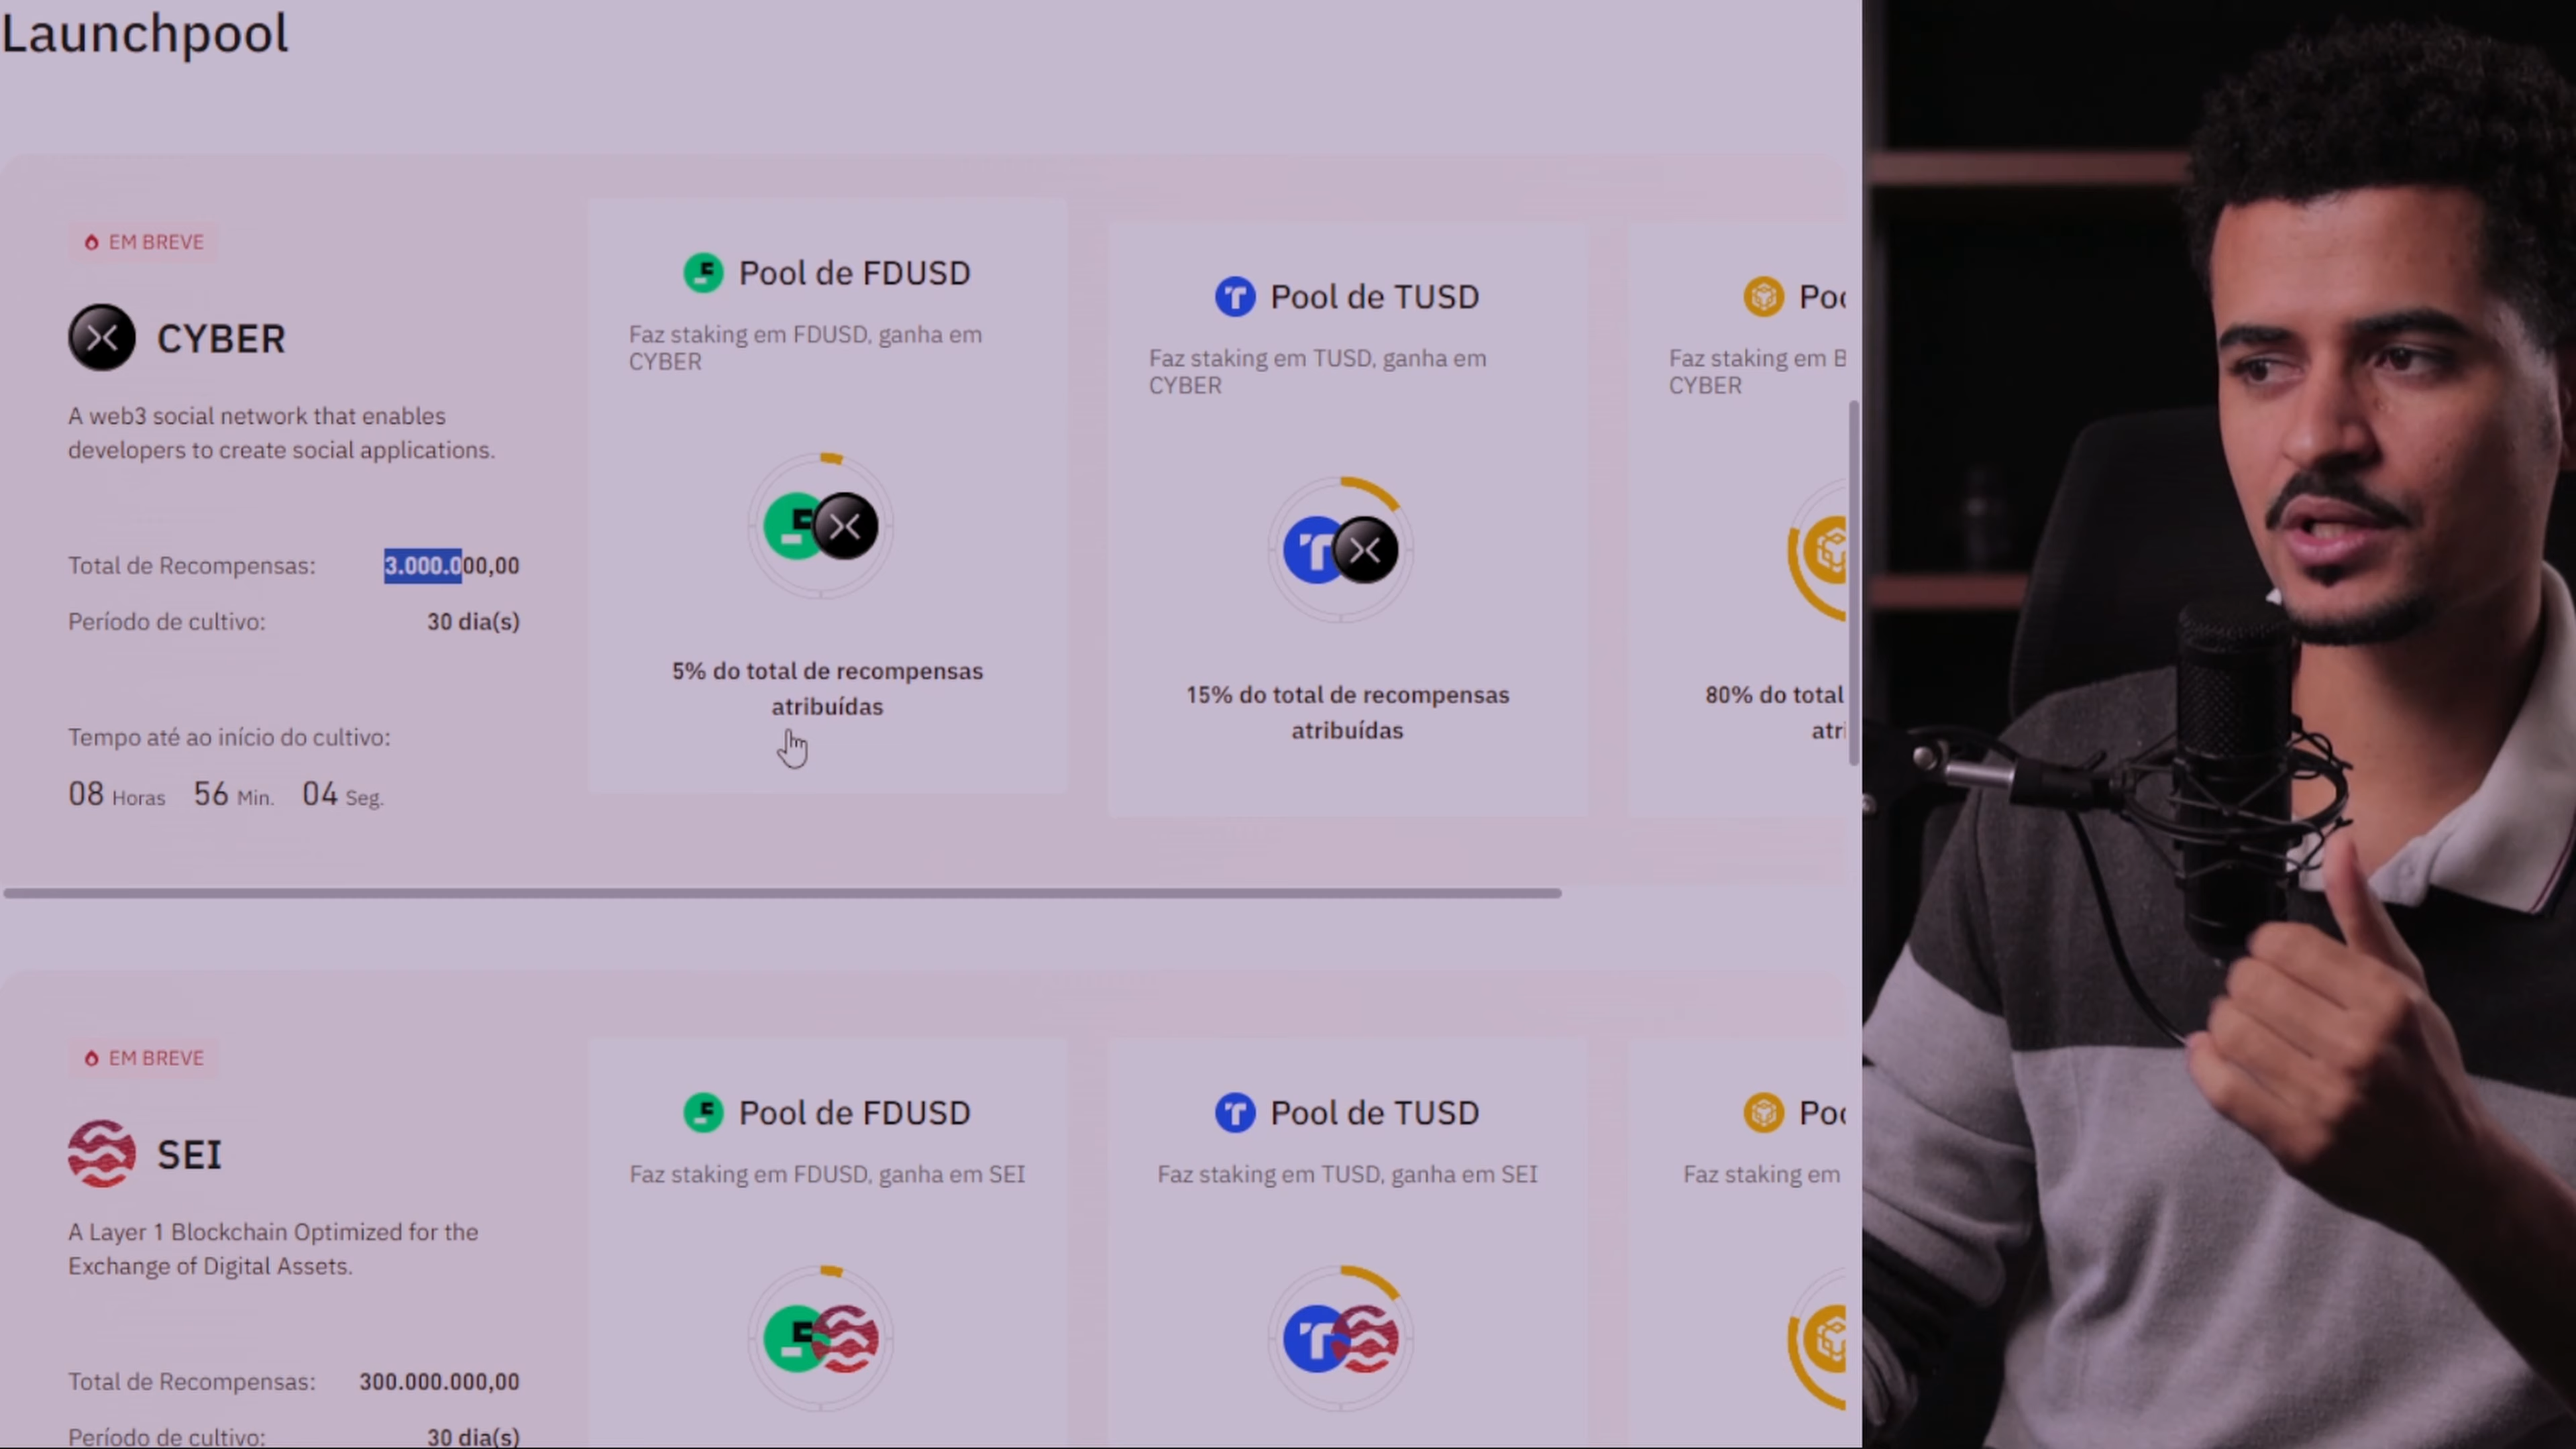 Launchpool
EM BREVE
CYBER
A web3 social network that enables
developers to create social applications.
Total de Recompensas: 3.000.000,00
Período de cultivo: 30 dia(s)
Tempo até ao início do cultivo:
08 Horas 56 Min. 04 Seg.
Pool de FDUSD
Faz staking em FDUSD, ganha em
CYBER
5% do total de recompensas
atribuídas
Pool de TUSD
Faz staking em TUSD, ganha em
CYBER
15% do total de recompensas
atribuídas
Faz staking em B
CYBER
80% do total
EM BREVE
SEI
A Layer 1 Blockchain Optimized for the
Exchange of Digital Assets.
Total de Recompensas: 300.000.000,00
Período de cultivo: 30 dia(s)
Pool de FDUSD
Faz staking em FDUSD, ganha em SEI
Pool de TUSD
Faz staking em TUSD, ganha em SEI
Faz staking em